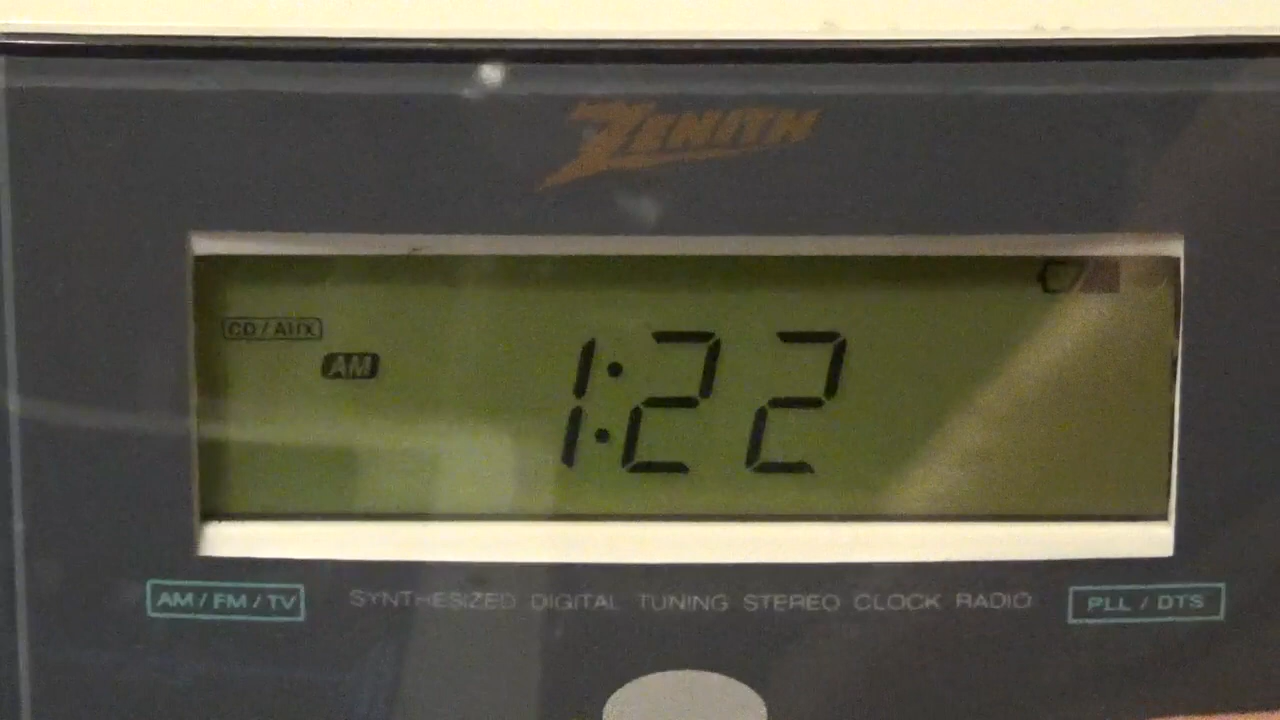 ZENITH
CD/AUX
AM
1:22
AM/FM/TV SYNTHESIZED DIGITAL TUNING STEREO CLOCK RADIO PLL / DTS